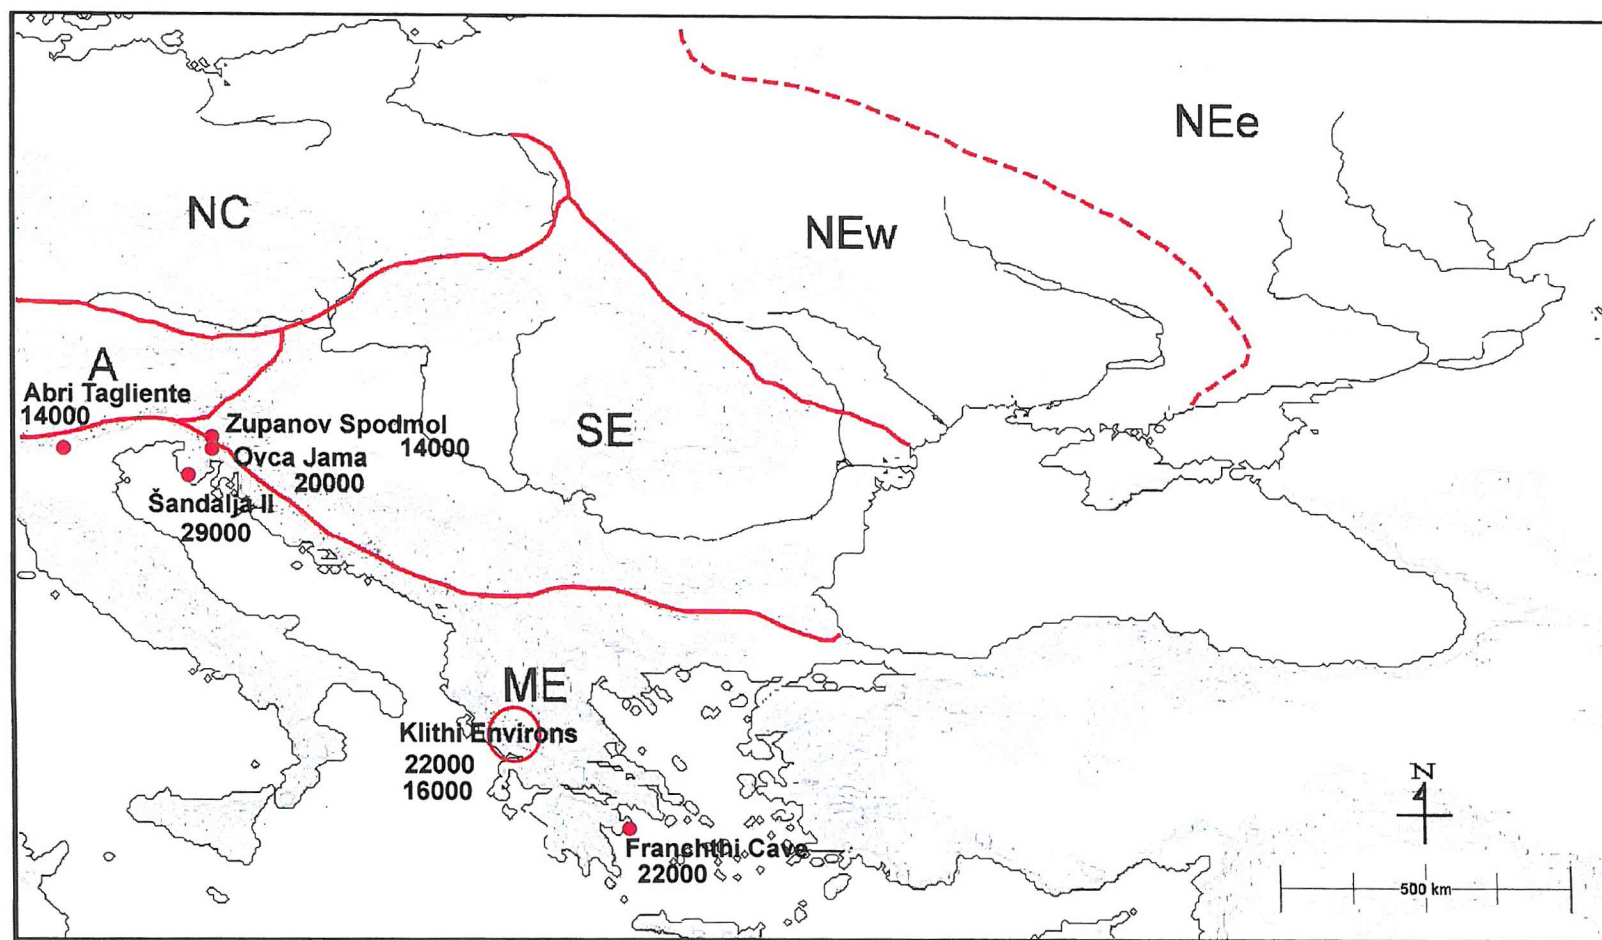 NEe
NC
NEw
A
Abri Tagliente
14000
Zupanov Spodmol
14000
SE
Ovca Jama
20000
Šandalja II
29000
ME
Klithi Environs
22000
16000
N
Franchthi Cave
22000
500 km